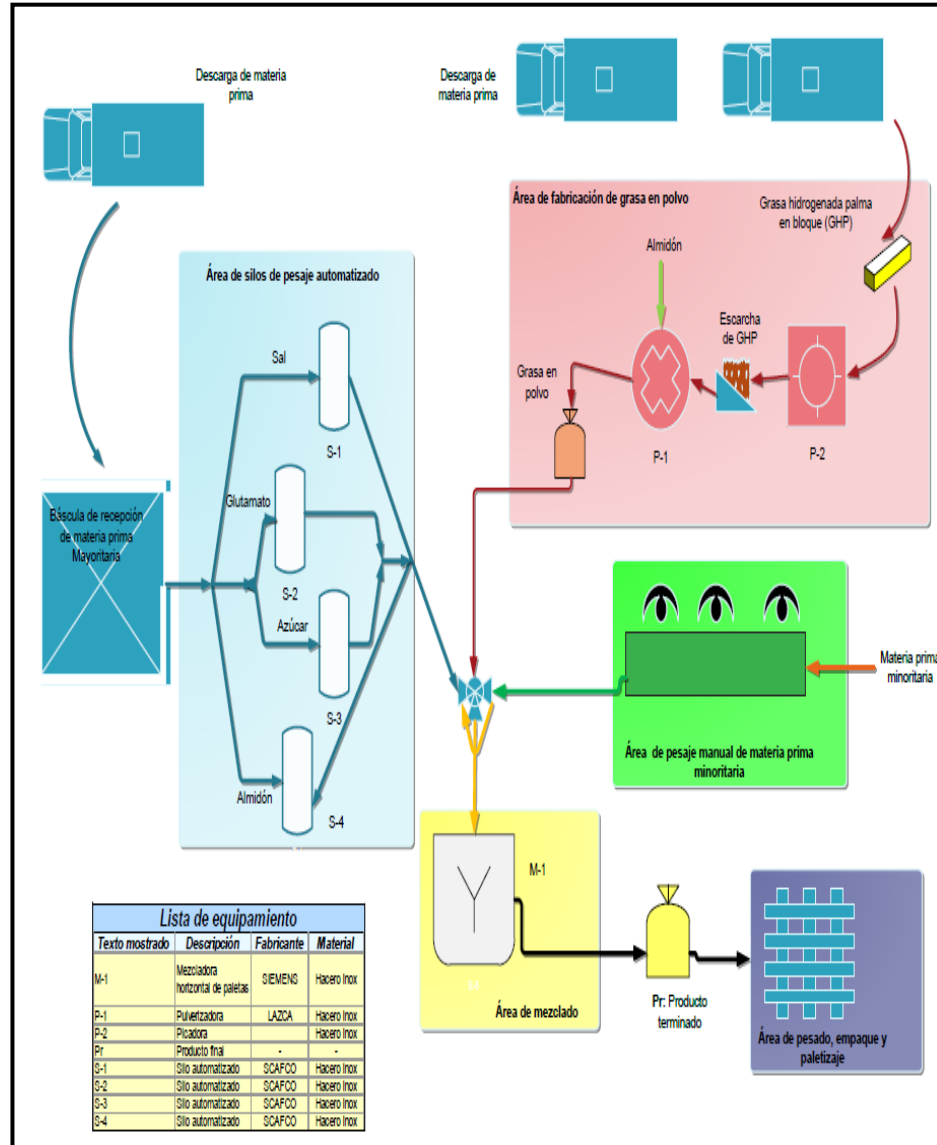 Descarga de materia
prima
Descarga de
materia prima
Área de fabricación de grasa en polvo
Grasa hidrogenada palma
en bloque (GHP)
Almidón
Escarcha
de GHP
Grasa en
polvo
P-1
P-2
Área de silos de pesaje automatizado
Sal
S-1
Glutamato
S-2
Azúcar
S-3
Almidón
S-4
Báscula de recepción
de materia prima
Mayoritaria
Materia prima
minoritaria
Área de pesaje manual de materia prima
minoritaria
M-1
Área de mezclado
Pr: Producto
terminado
Área de pesado, empaque y
paletizaje
Lista de equipamiento
Texto mostrado Descripción Fabricante Material
M-1 Mezcladora horizontal de paletas SIEMENS Hacero Inox
P-1 Pulverizadora LAZCA Hacero Inox
P-2 Picadora Hacero Inox
Pr Producto final - -
S-1 Silo automatizado SCAFCO Hacero Inox
S-2 Silo automatizado SCAFCO Hacero Inox
S-3 Silo automatizado SCAFCO Hacero Inox
S-4 Silo automatizado SCAFCO Hacero Inox